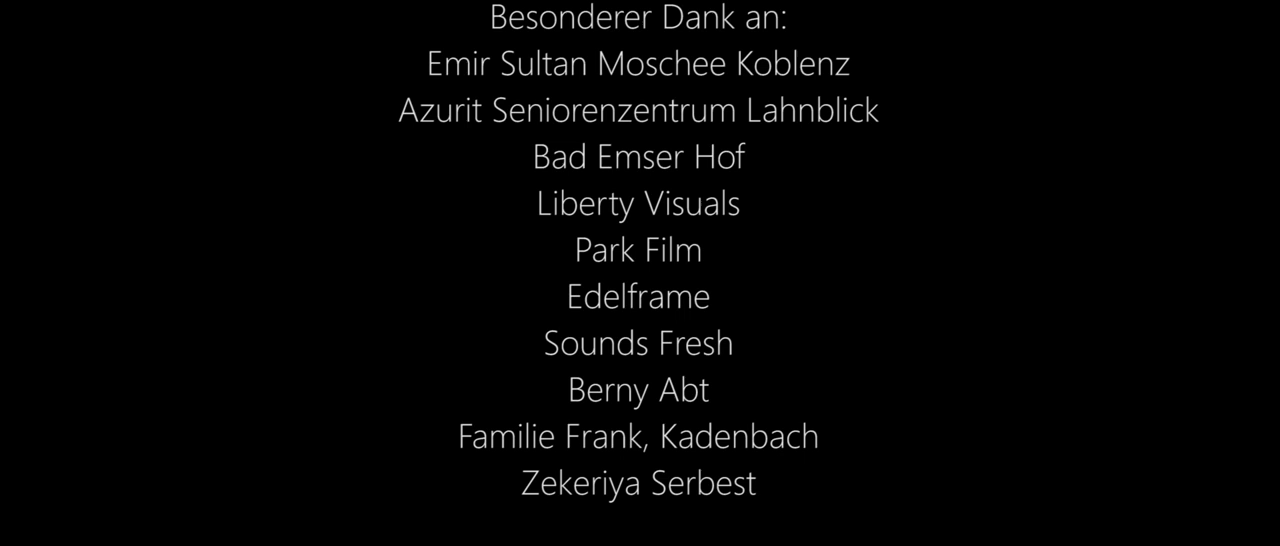 Besonderer Dank an:
Emir Sultan Moschee Koblenz
Azurit Seniorenzentrum Lahnblick
Bad Emser Hof
Liberty Visuals
Park Film
Edelframe
Sounds Fresh
Berny Abt
Familie Frank, Kadenbach
Zekeriya Serbest